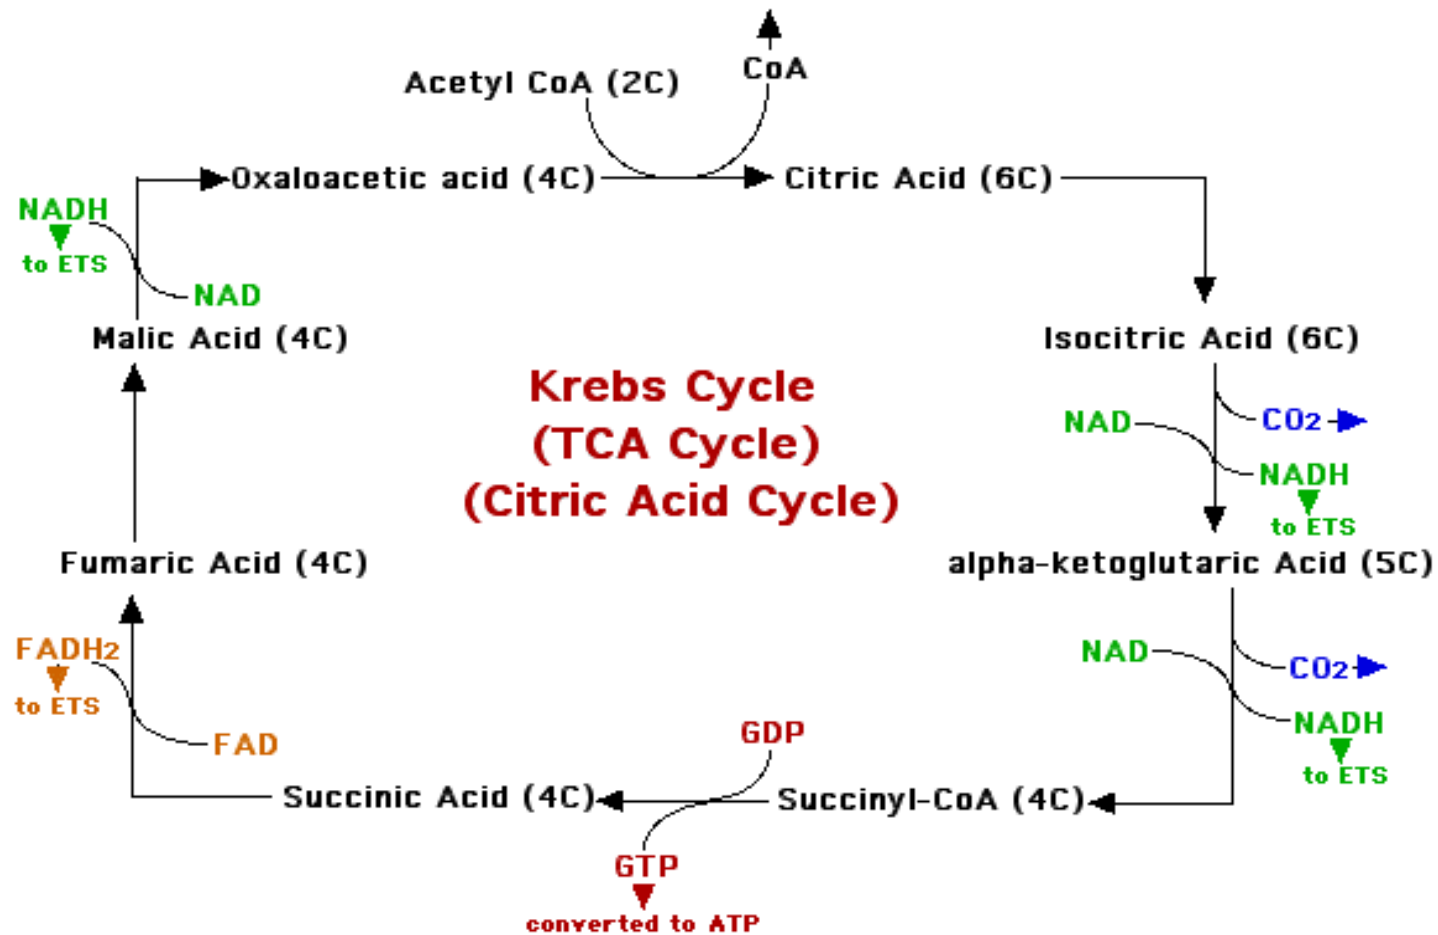 CoA
Acetyl CoA (2C)
Oxaloacetic acid (4C)
Citric Acid (6C)
NADH
to ETS
NAD
Malic Acid (4C)
Isocitric Acid (6C)
Krebs Cycle
(TCA Cycle)
(Citric Acid Cycle)
NAD
CO2
NADH
to ETS
Fumaric Acid (4C)
alpha-ketoglutaric Acid (5C)
FADH2
to ETS
FAD
NAD
CO2
NADH
to ETS
GDP
Succinic Acid (4C)
Succinyl-CoA (4C)
GTP
converted to ATP